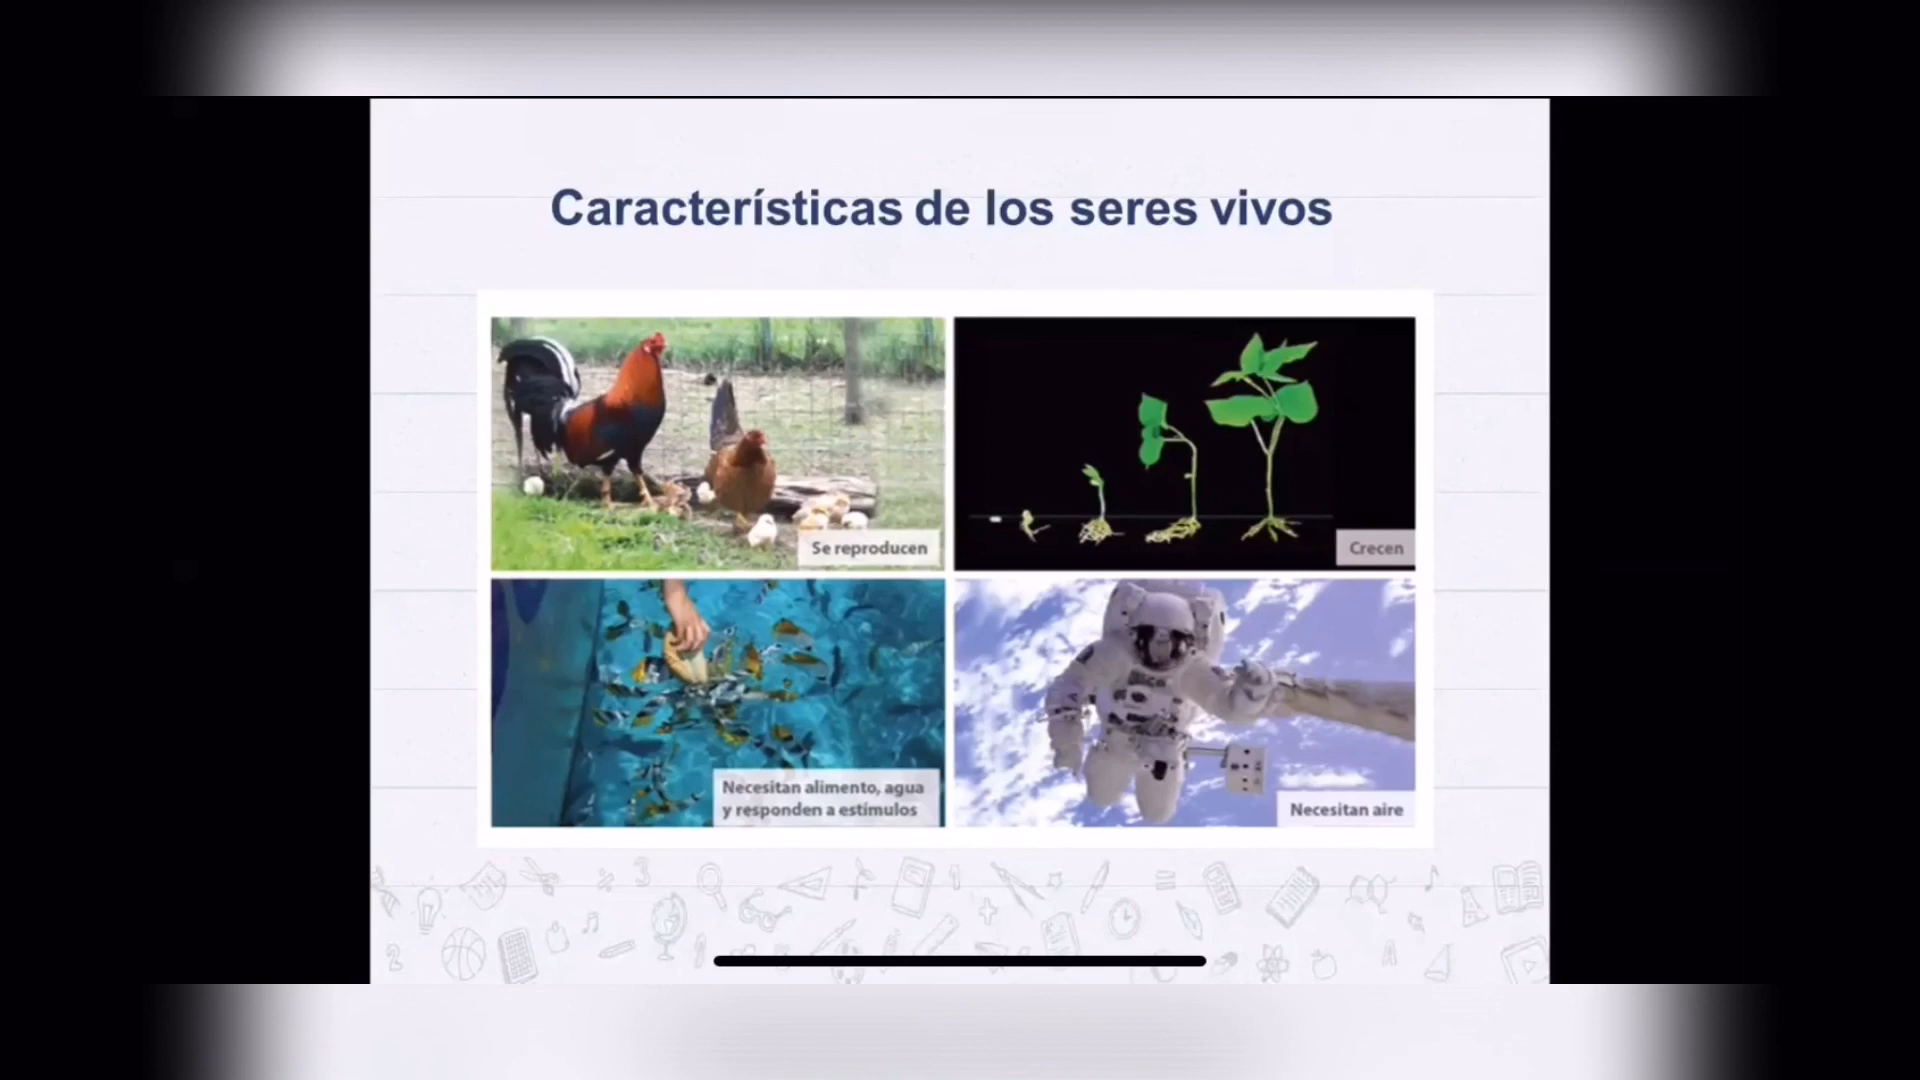 Características de los seres vivos
Se reproducen
Crecen
Necesitan alimento, agua
y responden a estímulos
Necesitan aire